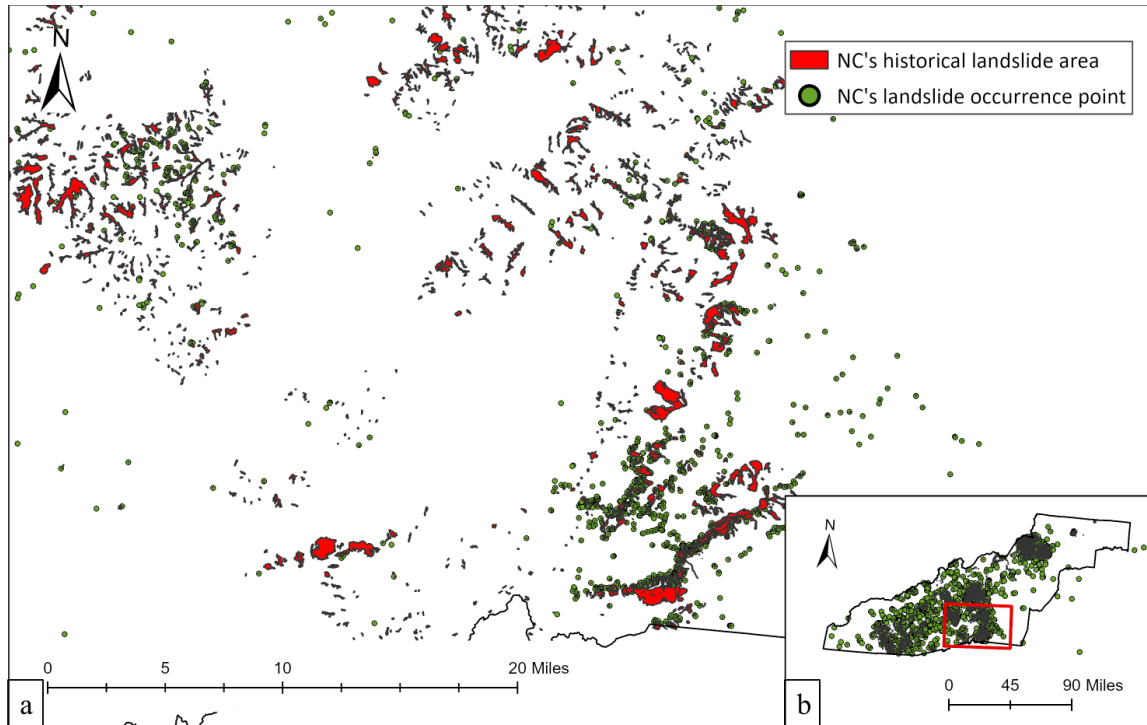 N
NC's historical landslide area
NC's landslide occurrence point
N
0 5 10 20 Miles
0 45 90 Miles
a
b